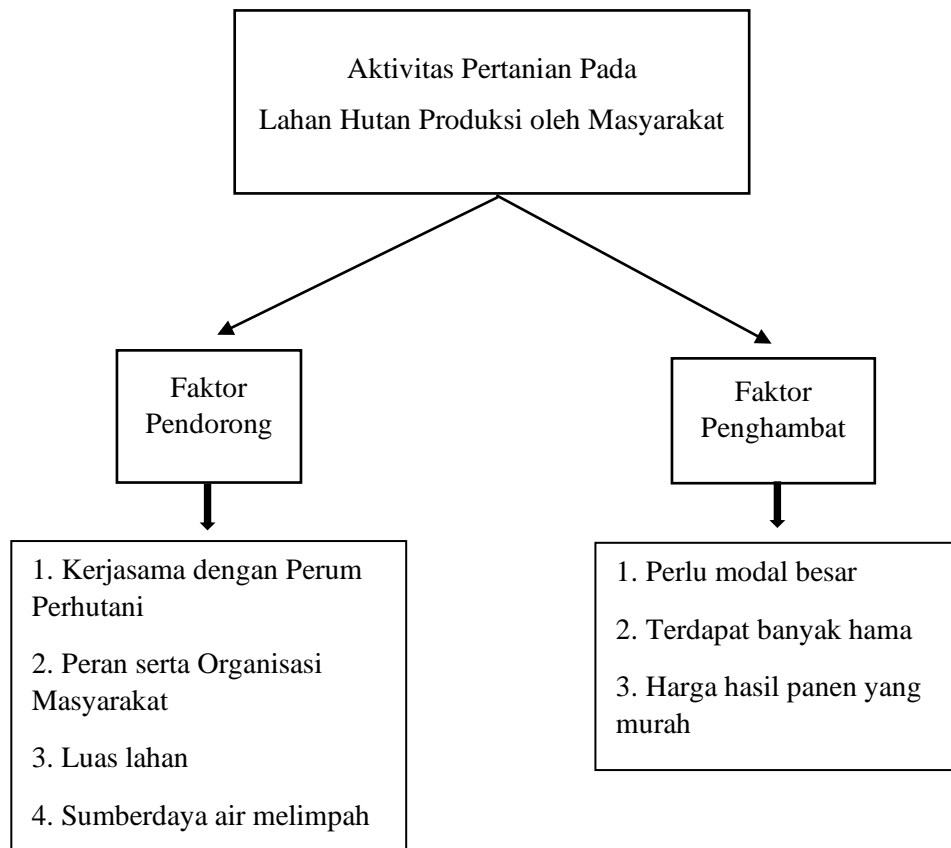 Aktivitas Pertanian Pada
Lahan Hutan Produksi oleh Masyarakat
Faktor
Pendorong
Faktor
Penghambat
1. Kerjasama dengan Perum
Perhutani
2. Peran serta Organisasi
Masyarakat
3. Luas lahan
4. Sumberdaya air melimpah
1. Perlu modal besar
2. Terdapat banyak hama
3. Harga hasil panen yang
murah